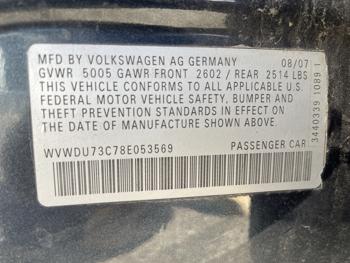 MFD BY VOLKSWAGEN AG GERMANY 08/07
GVWR 5005 GAWR FRONT 2602 / REAR 2514 LBS
THIS VEHICLE CONFORMS TO ALL APPLICABLE U.S.
FEDERAL MOTOR VEHICLE SAFETY, BUMPER AND
THEFT PREVENTION STANDARDS IN EFFECT ON
THE DATE OF MANUFACTURE SHOWN ABOVE.
WVWDU73C78E053569 PASSENGER CAR
3440339 1089 1